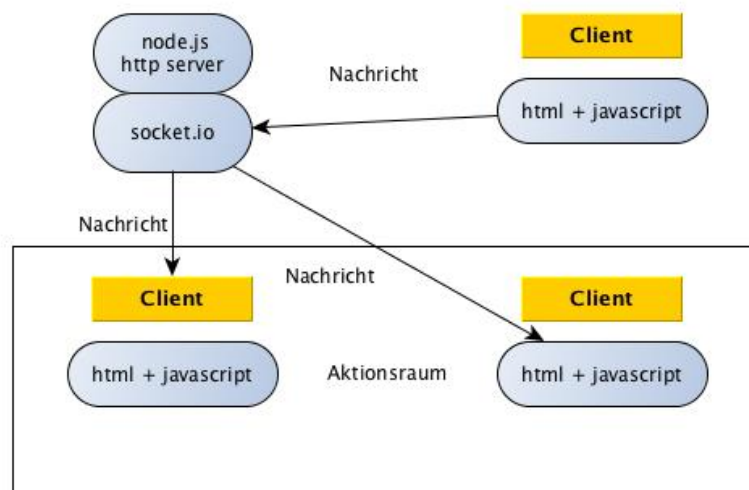 node.js
http server
Client
Nachricht
socket.io
html + javascript
Nachricht
Nachricht
Client
Client
html + javascript
Aktionsraum
html + javascript